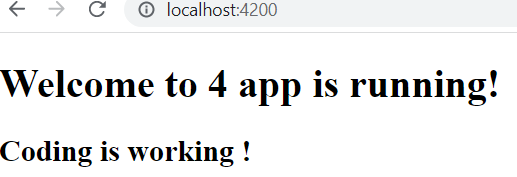 localhost:4200
Welcome to 4 app is running!
Coding is working !